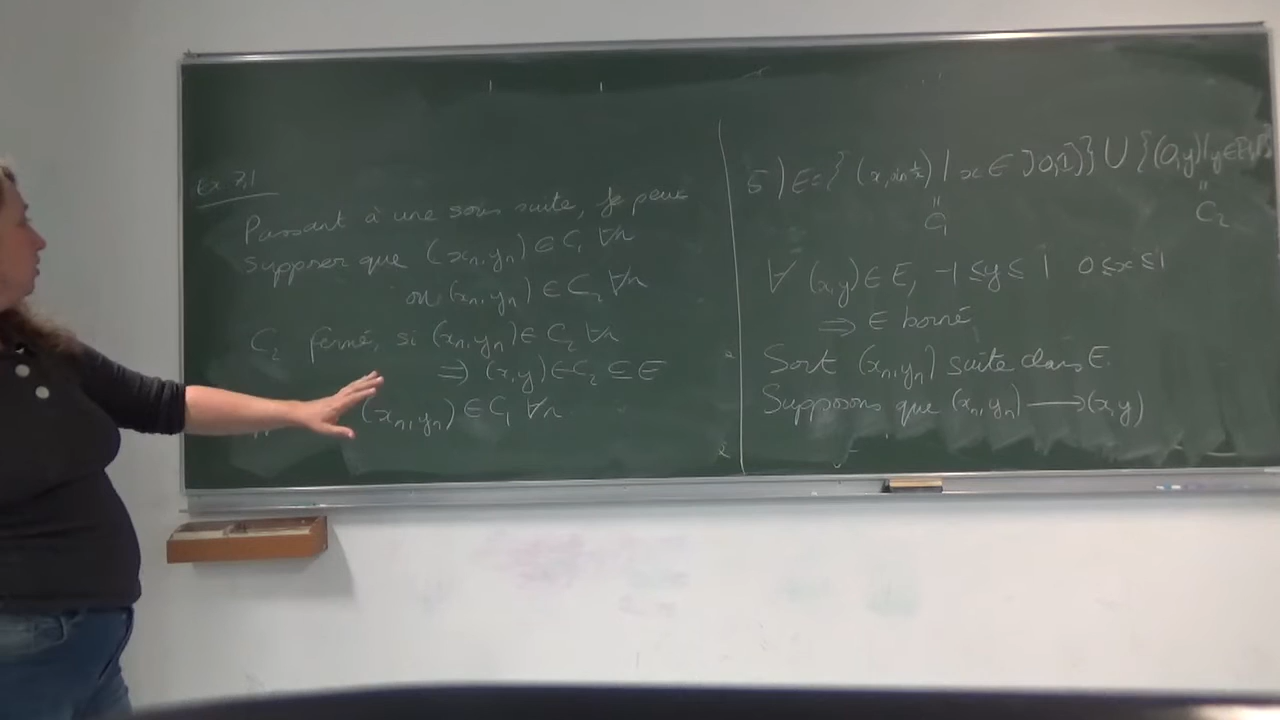 Ex 7,1
Passant à une sous suite, je peux
supposer que (xₙ,yₙ) ∈ C₁ ∀n
ou (xₙ,yₙ) ∈ C₂ ∀n
C₂ fermé, si (xₙ,yₙ) ∈ C₂ ∀n
⇒ (x,y) ∈ C₂ ⊆ E
(xₙ,yₙ) ∈ C₁ ∀n
5) E = { (x, sin 1/x) | x ∈ ]0,1] } ∪ { (0,y) | y ∈
"
C₁
"
C₂
∀ (x,y) ∈ E, -1 ≤ y ≤ 1 0 ≤ x ≤ 1
⇒ E borné
Soit (xₙ,yₙ) suite dans E.
Supposons que (xₙ,yₙ) ⟶ (x,y)